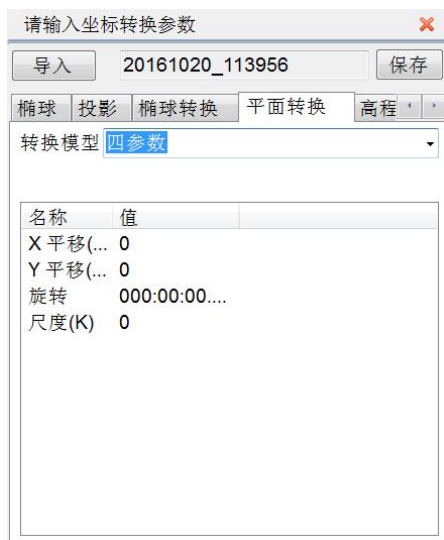 请输入坐标转换参数
导入 20161020_113956 保存
椭球 投影 椭球转换 平面转换 高程
转换模型 四参数
名称 值
X 平移(... 0
Y 平移(... 0
旋转 000:00:00....
尺度(K) 0